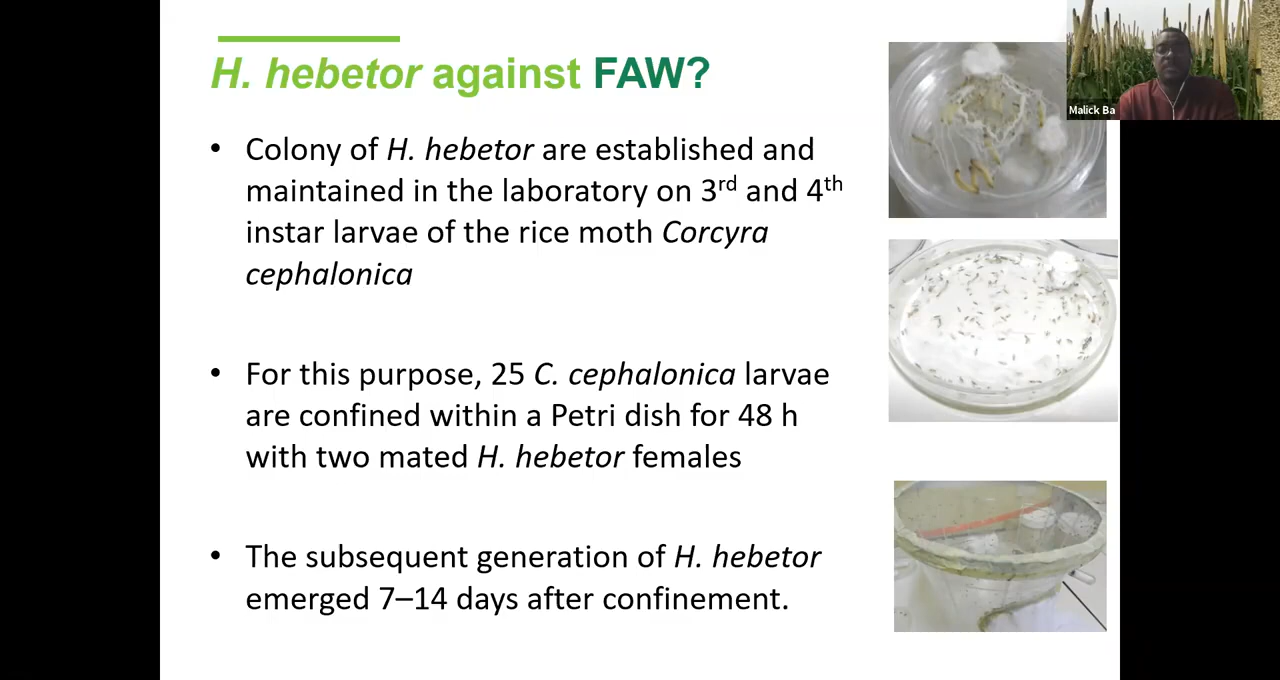 H. hebetor against FAW?
Malick Ba
• Colony of H. hebetor are established and
maintained in the laboratory on 3rd and 4th
instar larvae of the rice moth Corcyra
cephalonica
• For this purpose, 25 C. cephalonica larvae
are confined within a Petri dish for 48 h
with two mated H. hebetor females
• The subsequent generation of H. hebetor
emerged 7–14 days after confinement.